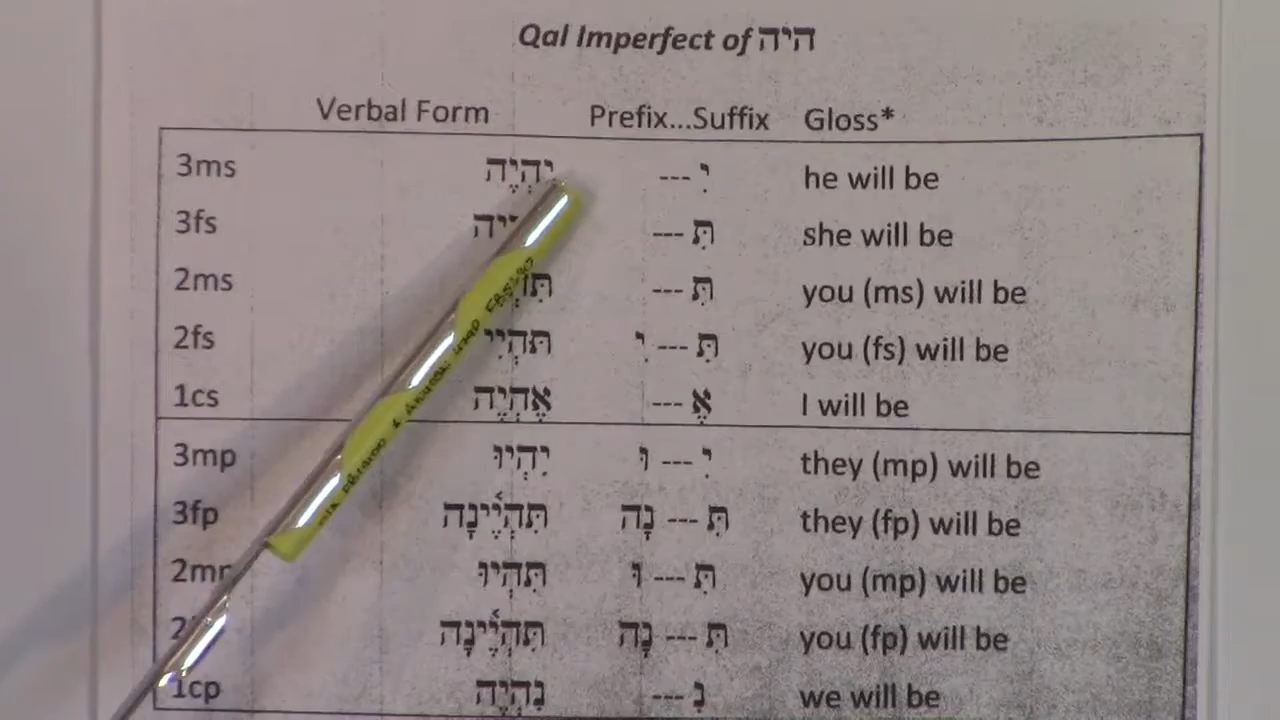 Qal Imperfect of היה
Verbal Form Prefix...Suffix Gloss*
3ms יִהְיֶה --- יִ he will be
3fs --- תִּ she will be
2ms --- תִּ you (ms) will be
2fs תִּהְיִי תִּ --- ִי you (fs) will be
1cs אֶהְיֶה --- אֶ I will be
3mp יִהְיוּ יִ --- וּ they (mp) will be
3fp תִּהְיֶ֫ינָה תִּ --- נָה they (fp) will be
תִּהְיוּ תִּ --- וּ you (mp) will be
תִּהְיֶ֫ינָה תִּ --- נָה you (fp) will be
1cp נִהְיֶה --- נִ we will be